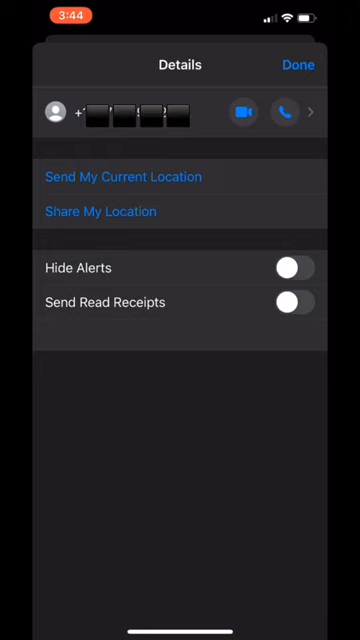 3:44
Details
Done
+
Send My Current Location
Share My Location
Hide Alerts
Send Read Receipts